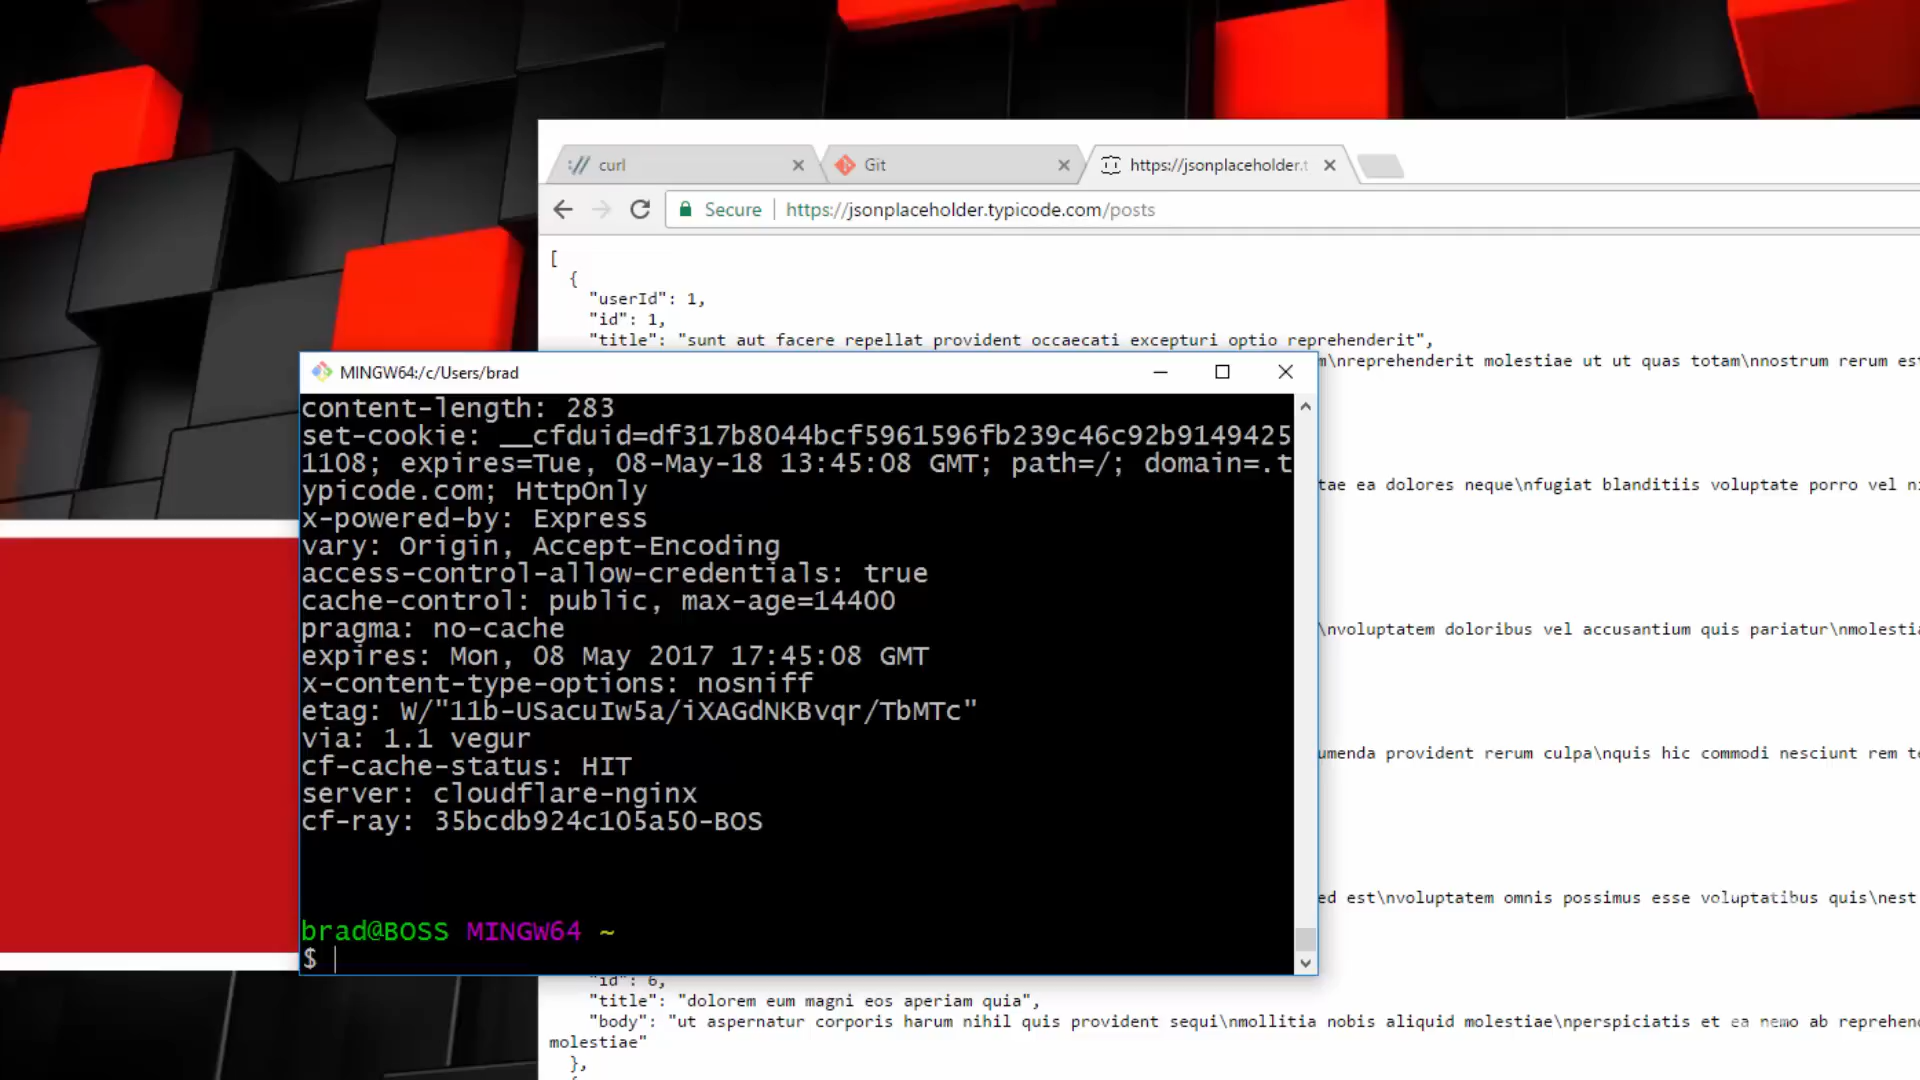 curl
Git
https://jsonplaceholder.t
Secure
https://jsonplaceholder.typicode.com/posts
[
{
"userId": 1,
"id": 1,
"title": "sunt aut facere repellat provident occaecati excepturi optio reprehenderit",
m\nreprehenderit molestiae ut ut quas totam\nnostrum rerum est
tae ea dolores neque\nfugiat blanditiis voluptate porro vel ni
\nvoluptatem doloribus vel accusantium quis pariatur\nmolestia
umenda provident rerum culpa\nquis hic commodi nesciunt rem te
ed est\nvoluptatem omnis possimus esse voluptatibus quis\nest
MINGW64:/c/Users/brad
content-length: 283
set-cookie: __cfduid=df317b8044bcf5961596fb239c46c92b9149425
1108; expires=Tue, 08-May-18 13:45:08 GMT; path=/; domain=.t
ypicode.com; HttpOnly
x-powered-by: Express
vary: Origin, Accept-Encoding
access-control-allow-credentials: true
cache-control: public, max-age=14400
pragma: no-cache
expires: Mon, 08 May 2017 17:45:08 GMT
x-content-type-options: nosniff
etag: W/"11b-USacuIw5a/iXAGdNKBvqr/TbMTc"
via: 1.1 vegur
cf-cache-status: HIT
server: cloudflare-nginx
cf-ray: 35bcdb924c105a50-BOS
brad@BOSS MINGW64 ~
$
"id": 6,
"title": "dolorem eum magni eos aperiam quia",
"body": "ut aspernatur corporis harum nihil quis provident sequi\nmollitia nobis aliquid molestiae\nperspiciatis et ea nemo ab reprehen
molestiae"
},